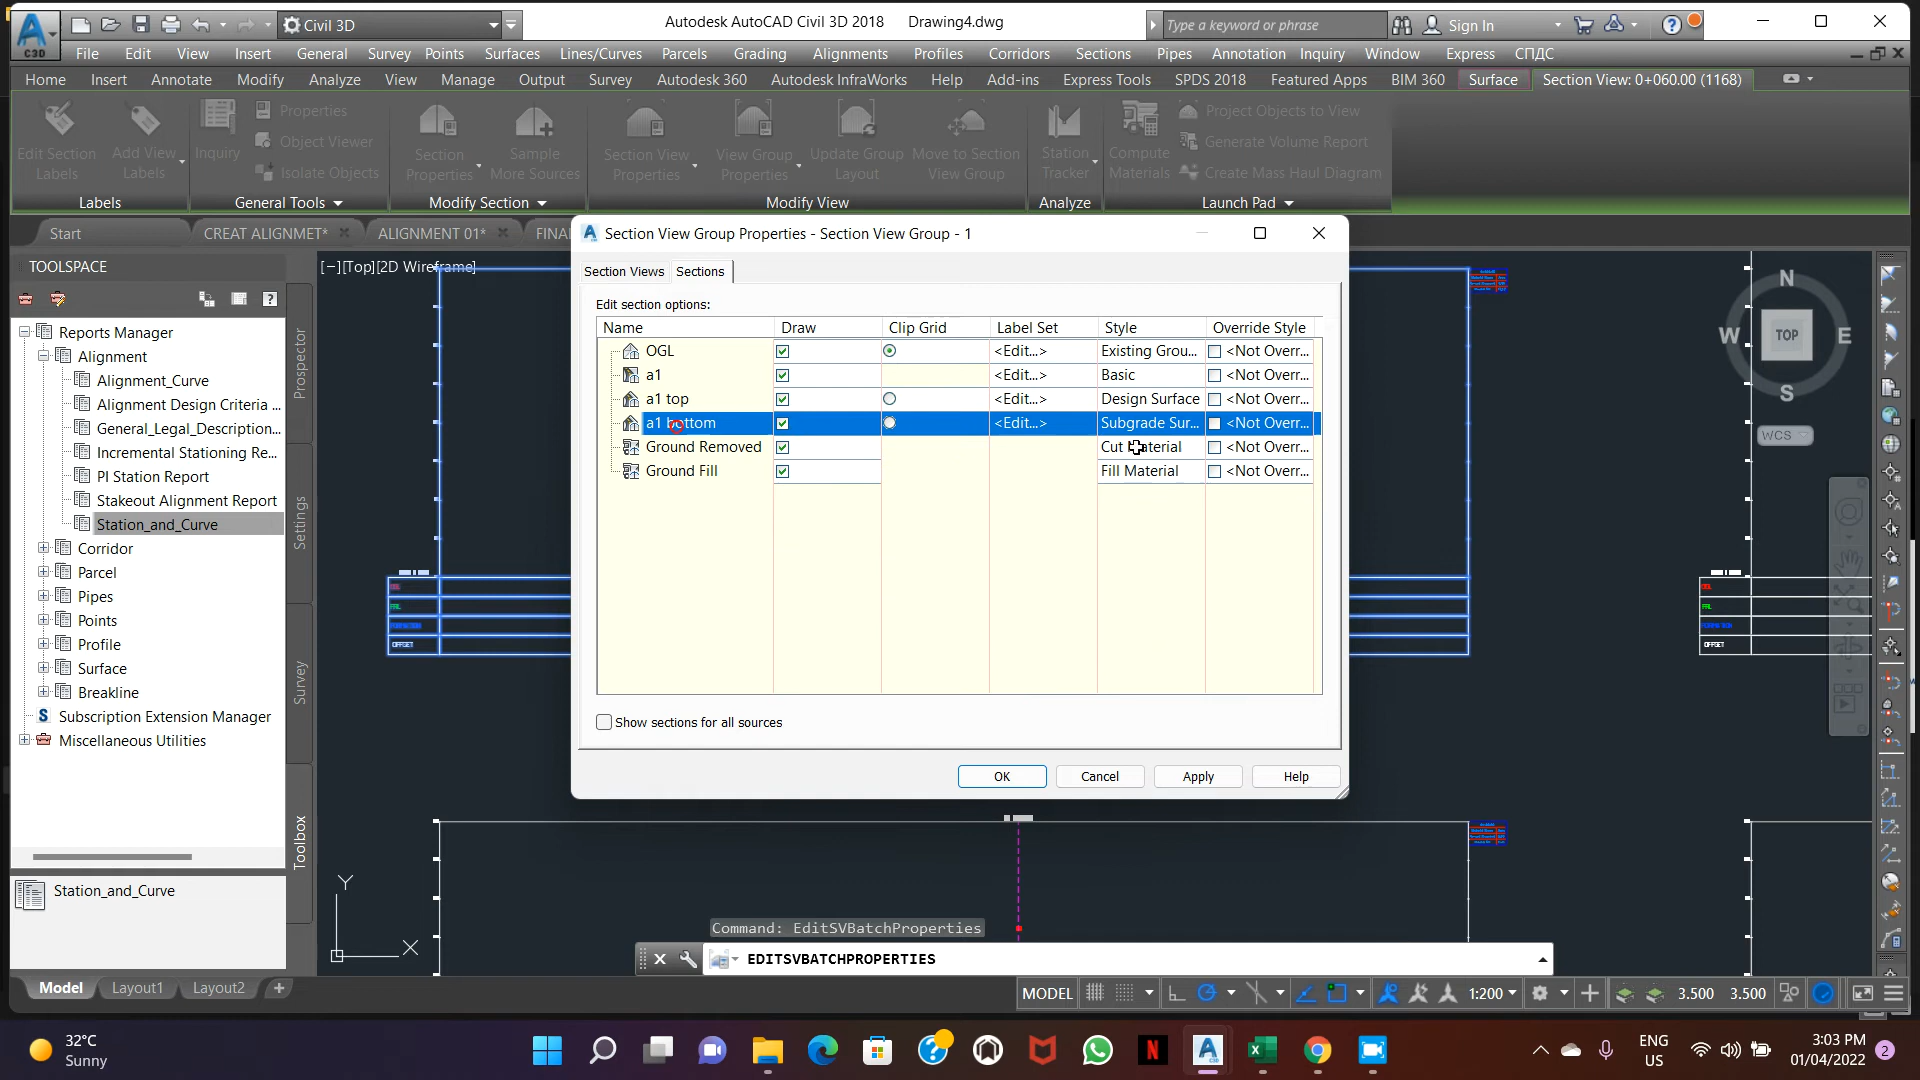 Civil 3D
Autodesk AutoCAD Civil 3D 2018 Drawing4.dwg
Type a keyword or phrase
Sign In
C3D
File Edit View Insert General Survey Points Surfaces Lines/Curves Parcels Grading Alignments Profiles Corridors Sections Pipes Annotation Inquiry Window Express СПДС
Home Insert Annotate Modify Analyze View Manage Output Survey Autodesk 360 Autodesk InfraWorks Help Add-ins Express Tools SPDS 2018 Featured Apps BIM 360 Surface Section View: 0+060.00 (1168)
Edit Section Labels
Add View Labels
Inquiry
Properties
Object Viewer
Isolate Objects
Section Properties
Sample More Sources
Section View Properties
View Group Properties
Update Group Layout
Move to Section View Group
Station Tracker
Compute Materials
Project Objects to View
Generate Volume Report
Create Mass Haul Diagram
Labels General Tools Modify Section Modify View Analyze Launch Pad
Start CREAT ALIGNMET* ALIGNMENT 01* FINA
TOOLSPACE
Reports Manager
Alignment
Alignment_Curve
Alignment Design Criteria ...
General_Legal_Description...
Incremental Stationing Re...
PI Station Report
Stakeout Alignment Report
Station_and_Curve
Corridor
Parcel
Pipes
Points
Profile
Surface
Breakline
Subscription Extension Manager
Miscellaneous Utilities
Station_and_Curve
Prospector
Settings
Survey
Toolbox
[−][Top][2D Wireframe]
OGL
FRL
FORMATION
OFFSET
Section View Group Properties - Section View Group - 1
Section Views Sections
Edit section options:
Name Draw Clip Grid Label Set Style Override Style
OGL <Edit...> Existing Grou... <Not Overr...
a1 <Edit...> Basic <Not Overr...
a1 top <Edit...> Design Surface <Not Overr...
a1 bottom <Edit...> Subgrade Sur... <Not Overr...
Ground Removed Cut Material <Not Overr...
Ground Fill Fill Material <Not Overr...
Show sections for all sources
OK Cancel Apply Help
N
W TOP E
S
WCS
OGL
FRL
FORMATION
OFFSET
Y
X
Command: EditSVBatchProperties
EDITSVBATCHPROPERTIES
Model Layout1 Layout2
MODEL 1:200 3.500 3.500
32°C
Sunny
ENG
US
3:03 PM
01/04/2022
2